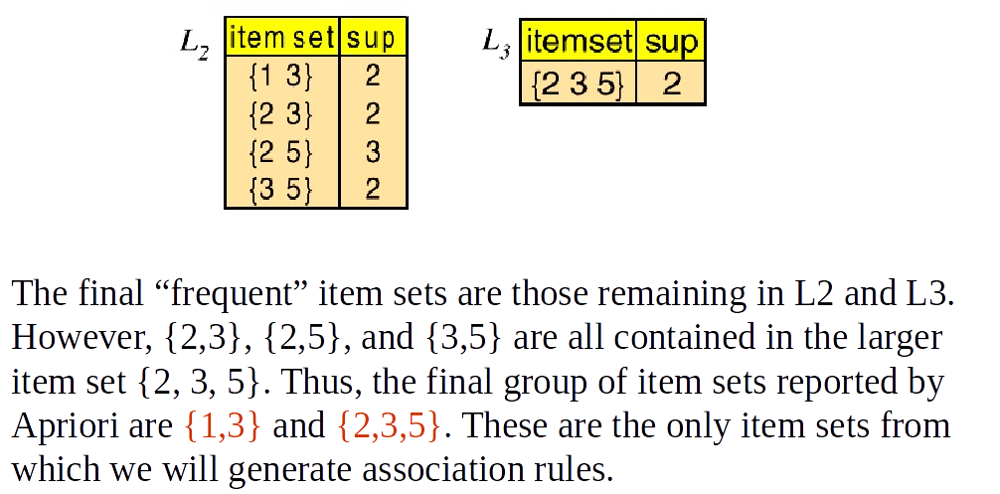 L2 item set sup
{1 3} 2
{2 3} 2
{2 5} 3
{3 5} 2
L3 itemset sup
{2 3 5} 2
The final “frequent” item sets are those remaining in L2 and L3.
However, {2,3}, {2,5}, and {3,5} are all contained in the larger
item set {2, 3, 5}. Thus, the final group of item sets reported by
Apriori are {1,3} and {2,3,5}. These are the only item sets from
which we will generate association rules.